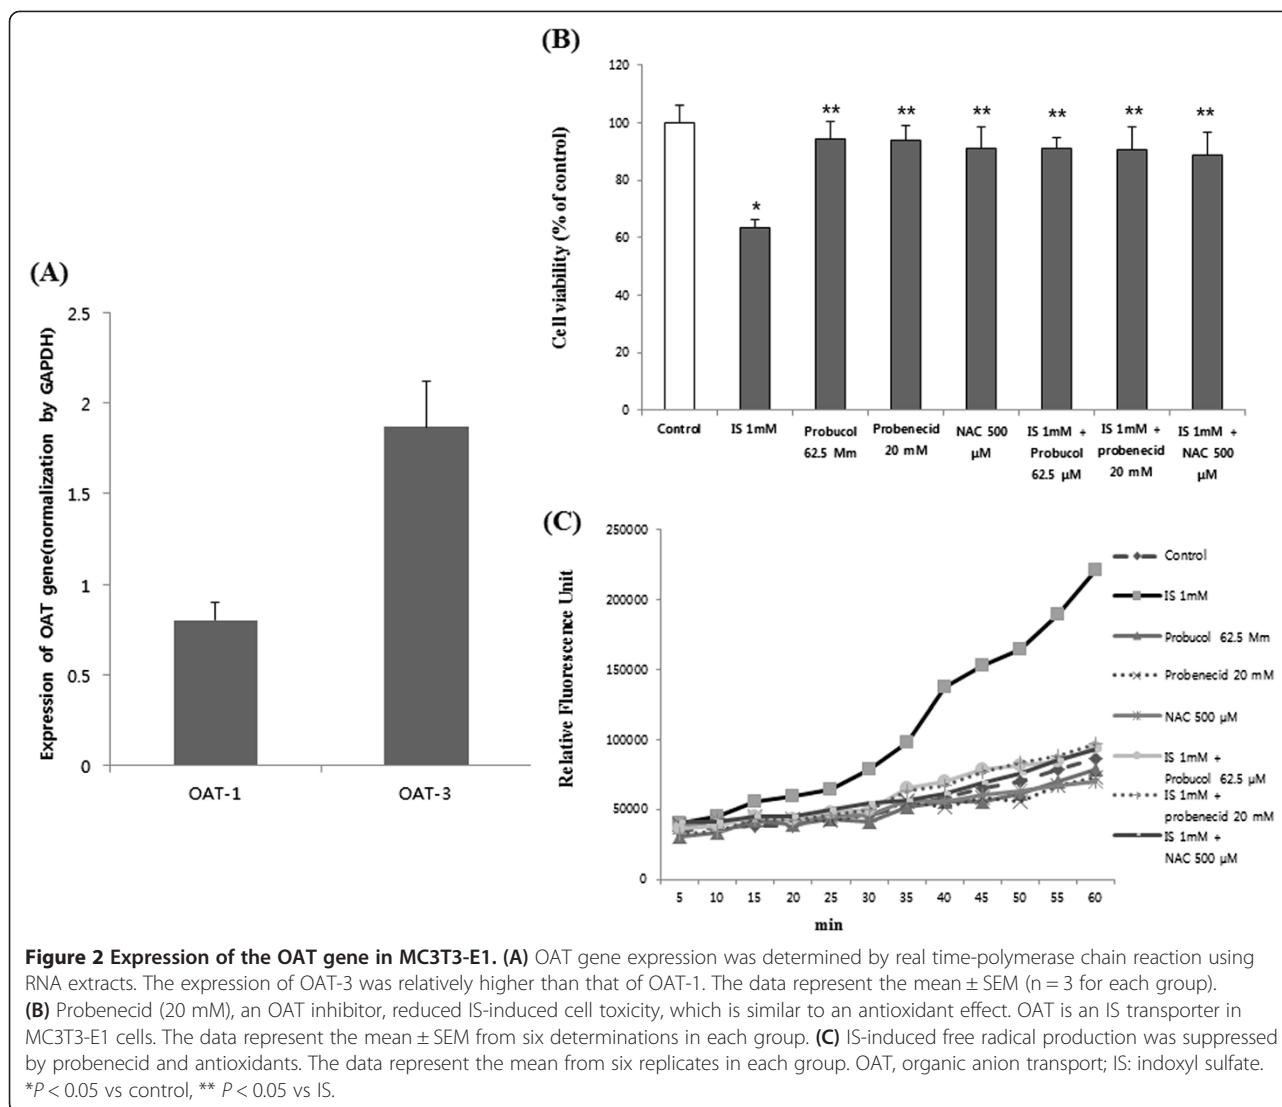 (A)
Expression of OAT gene(normalization by GAPDH)
2.5
2
1.5
1
0.5
0
OAT-1
OAT-3
(B)
Cell viability (% of control)
120
100
80
60
40
20
0
*
**
**
**
**
**
**
Control
IS 1mM
Probucol
62.5 Mm
Probenecid
20 mM
NAC 500
µM
IS 1mM +
Probucol
62.5 µM
IS 1mM +
probenecid
20 mM
IS 1mM +
NAC 500
µM
(C)
Relative Fluorescence Unit
250000
200000
150000
100000
50000
0
5 10 15 20 25 30 35 40 45 50 55 60
min
Control
IS 1mM
Probucol 62.5 Mm
Probenecid 20 mM
NAC 500 µM
IS 1mM +
Probucol 62.5 µM
IS 1mM +
probenecid 20 mM
IS 1mM +
NAC 500 µM
Figure 2 Expression of the OAT gene in MC3T3-E1. (A) OAT gene expression was determined by real time-polymerase chain reaction using
RNA extracts. The expression of OAT-3 was relatively higher than that of OAT-1. The data represent the mean ± SEM (n = 3 for each group).
(B) Probenecid (20 mM), an OAT inhibitor, reduced IS-induced cell toxicity, which is similar to an antioxidant effect. OAT is an IS transporter in
MC3T3-E1 cells. The data represent the mean ± SEM from six determinations in each group. (C) IS-induced free radical production was suppressed
by probenecid and antioxidants. The data represent the mean from six replicates in each group. OAT, organic anion transport; IS: indoxyl sulfate.
*P < 0.05 vs control, ** P < 0.05 vs IS.